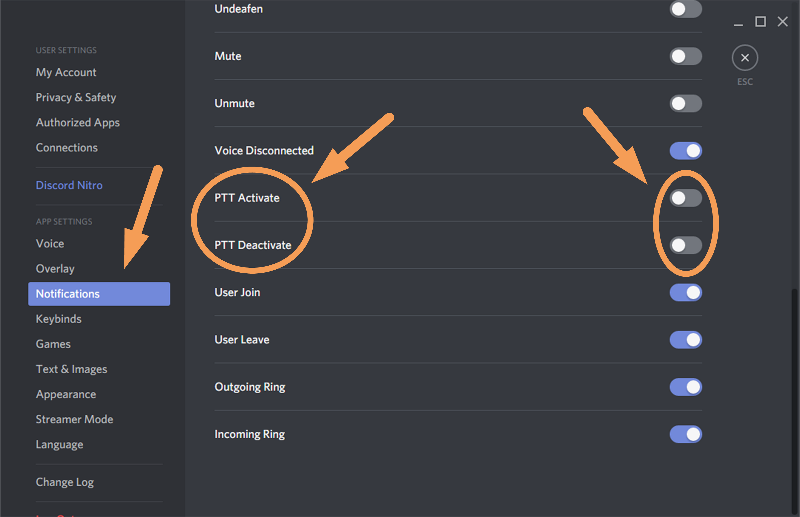 USER SETTINGS
My Account
Privacy & Safety
Authorized Apps
Connections
Discord Nitro
APP SETTINGS
Voice
Overlay
Notifications
Keybinds
Games
Text & Images
Appearance
Streamer Mode
Language
Change Log
Undeafen
Mute
Unmute
Voice Disconnected
PTT Activate
PTT Deactivate
User Join
User Leave
Outgoing Ring
Incoming Ring
ESC